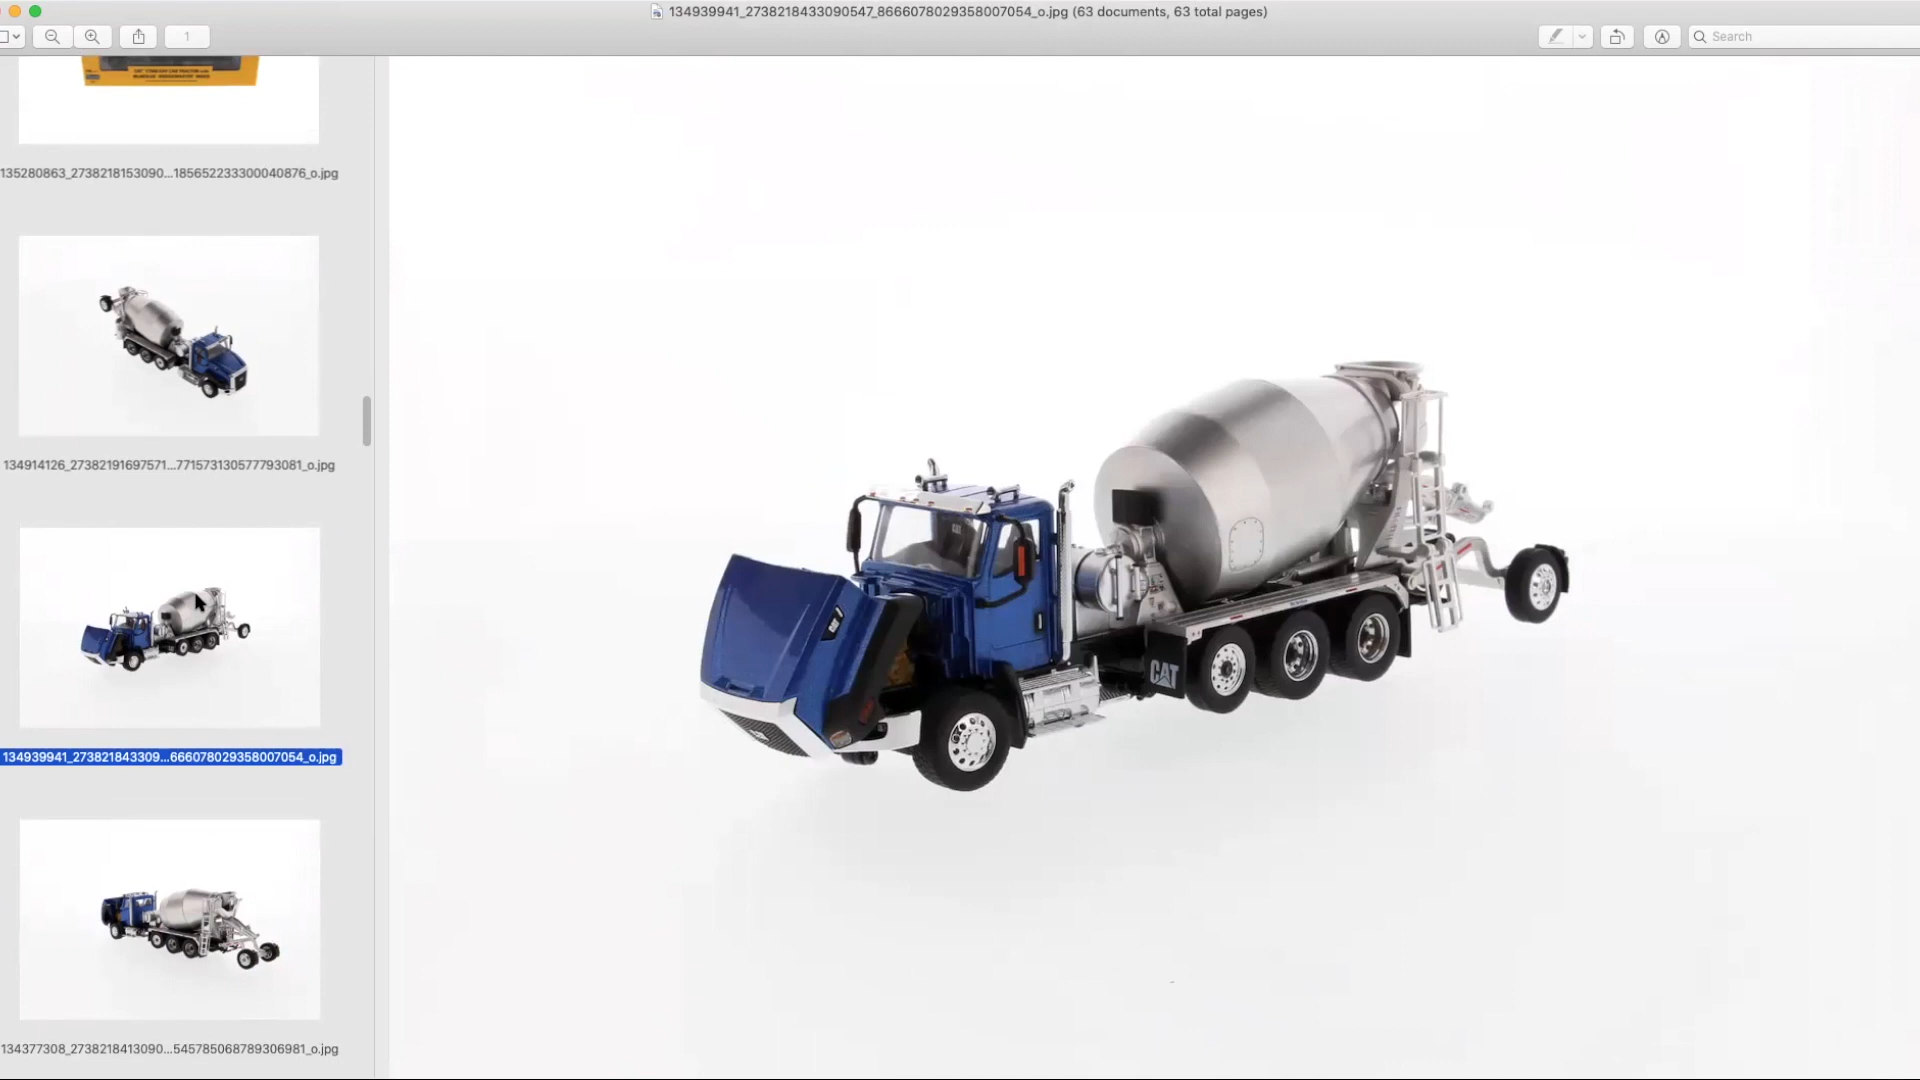 134939941_2738218433090547_8666078029358007054_o.jpg (63 documents, 63 total pages)
1
Search
135280863_2738218153090...185652233300040876_o.jpg
134914126_27382191697571...771573130577793081_o.jpg
134939941_273821843309...666078029358007054_o.jpg
134377308_2738218413090...545785068789306981_o.jpg
CAT
CAT
CAT